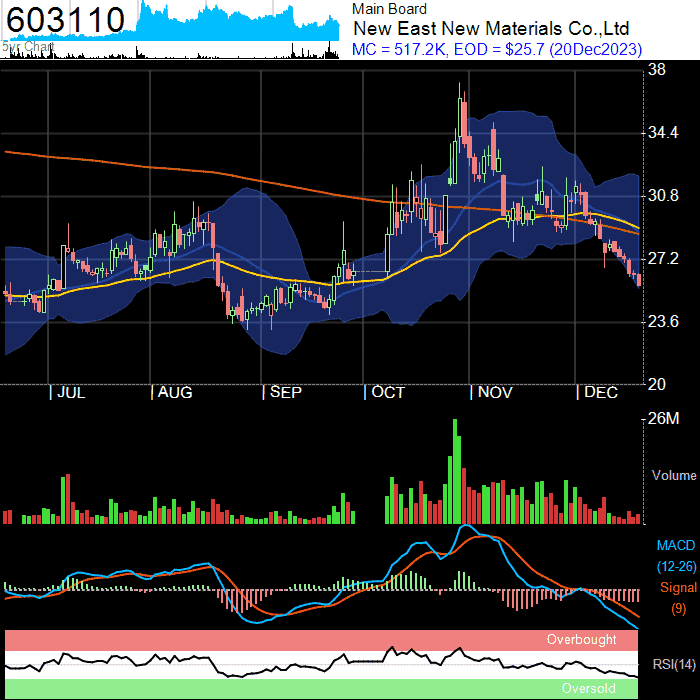 603110
5yr Chart
Main Board
New East New Materials Co.,Ltd
MC = 517.2K, EOD = $25.7 (20Dec2023)
38
34.4
30.8
27.2
23.6
20
| JUL | AUG | SEP | OCT | NOV | DEC
26M
Volume
MACD
(12-26)
Signal
(9)
Overbought
RSI(14)
Oversold